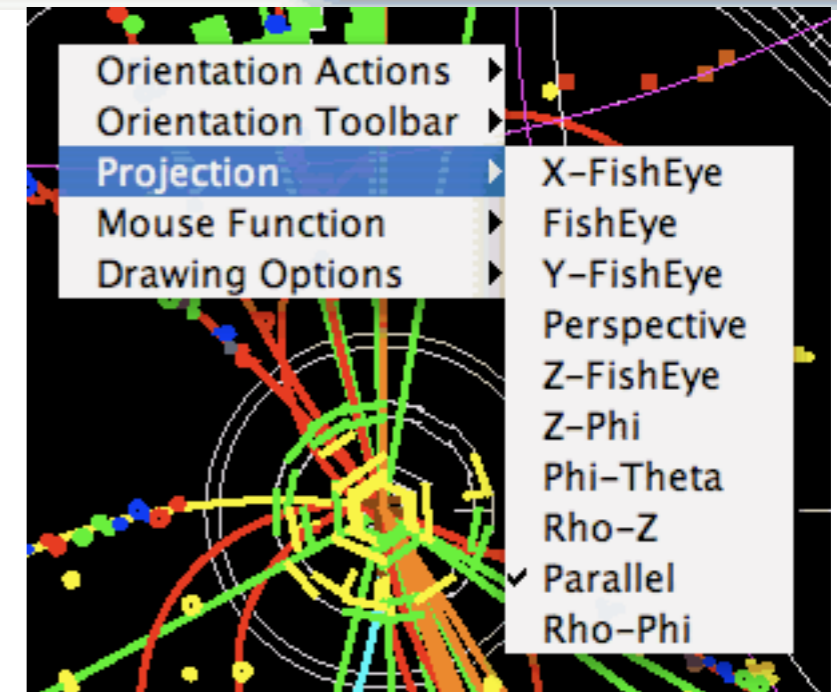 Orientation Actions
Orientation Toolbar
Projection
Mouse Function
Drawing Options
X-FishEye
FishEye
Y-FishEye
Perspective
Z-FishEye
Z-Phi
Phi-Theta
Rho-Z
Parallel
Rho-Phi